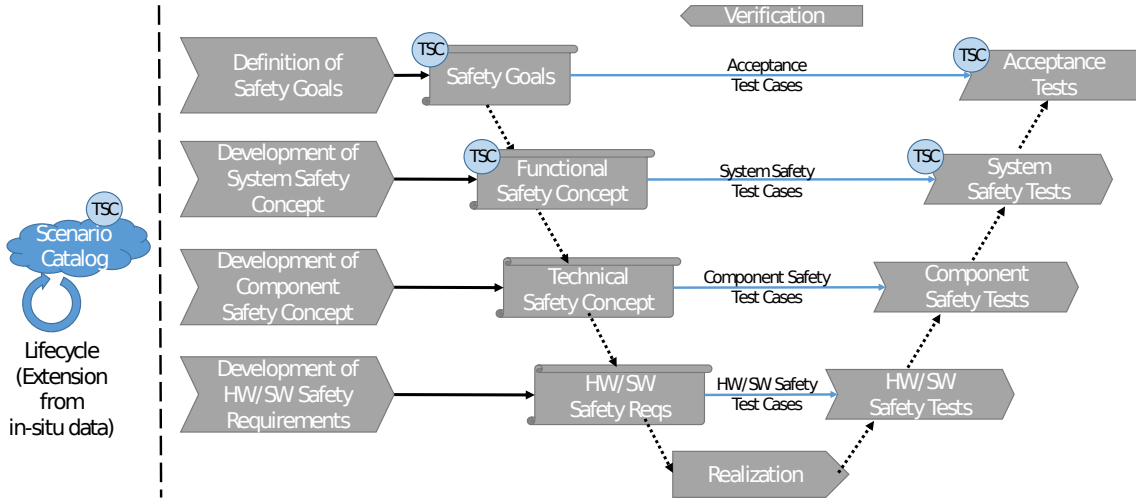 Verification
TSC
Definition of
Safety Goals
Safety Goals
Acceptance
Test Cases
TSC
Acceptance
Tests
TSC
Development of
System Safety
Concept
Functional
Safety Concept
System Safety
Test Cases
TSC
System
Safety Tests
TSC
Scenario
Catalog
Development of
Component
Safety Concept
Technical
Safety Concept
Component Safety
Test Cases
Component
Safety Tests
Lifecycle
(Extension
from
in-situ data)
Development of
HW/SW Safety
Requirements
HW/SW
Safety Reqs
HW/SW Safety
Test Cases
HW/SW
Safety Tests
Realization